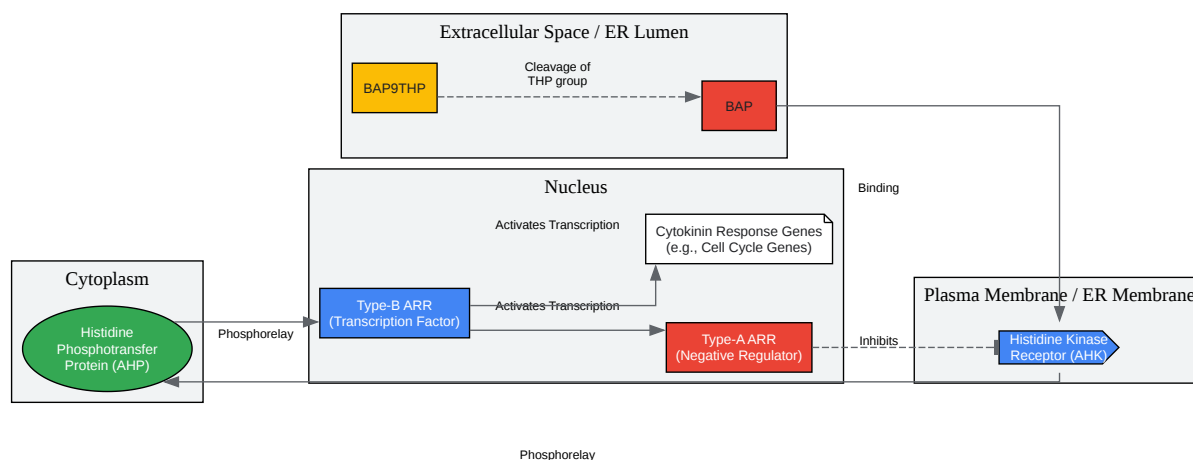 Extracellular Space / ER Lumen
Cleavage of
THP group
BAP9THP
BAP
Nucleus
Binding
Activates Transcription
Cytokinin Response Genes
(e.g., Cell Cycle Genes)
Cytoplasm
Plasma Membrane / ER Membrane
Type-B ARR
(Transcription Factor)
Activates Transcription
Histidine
Phosphotransfer
Protein (AHP)
Phosphorelay
Type-A ARR
(Negative Regulator)
Inhibits
Histidine Kinase
Receptor (AHK)
Phosphorelay